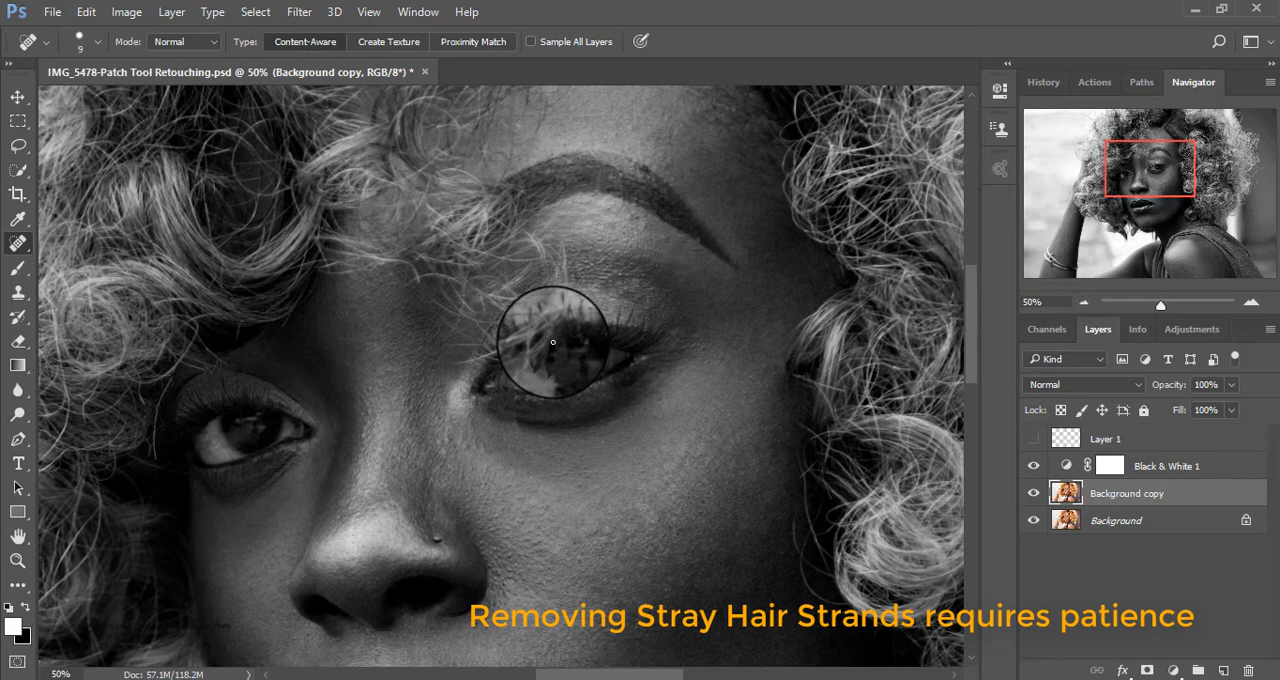 Ps File Edit Image Layer Type Select Filter 3D View Window Help
9 Mode: Normal Type: Content-Aware Create Texture Proximity Match Sample All Layers
IMG_5478-Patch Tool Retouching.psd @ 50% (Background copy, RGB/8*) *
History Actions Paths Navigator
50%
Channels Layers Info Adjustments
Kind
Normal Opacity: 100%
Lock: Fill: 100%
Layer 1
Black & White 1
Background copy
Background
Removing Stray Hair Strands requires patience
50% Doc: 57.1M/118.2M
fx